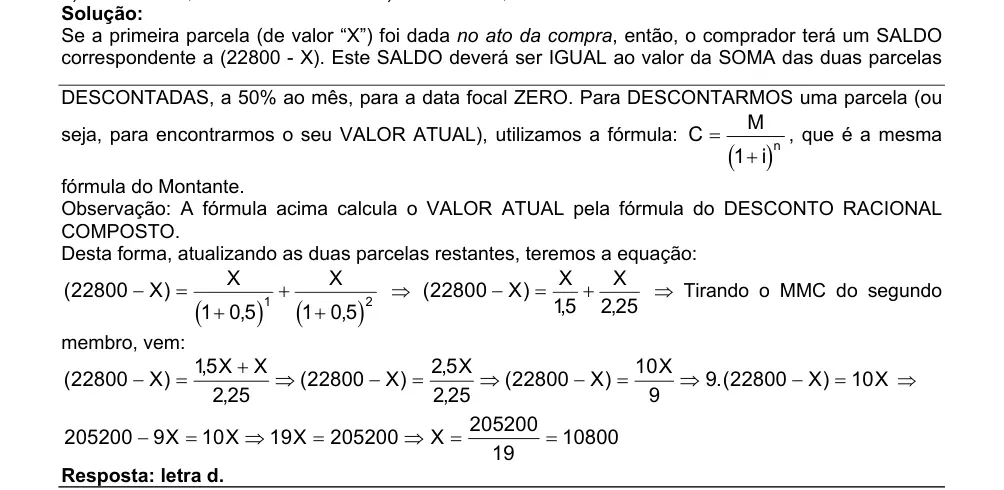 Solução:
Se a primeira parcela (de valor “X”) foi dada no ato da compra, então, o comprador terá um SALDO
correspondente a (22800 - X). Este SALDO deverá ser IGUAL ao valor da SOMA das duas parcelas
DESCONTADAS, a 50% ao mês, para a data focal ZERO. Para DESCONTARMOS uma parcela (ou
seja, para encontrarmos o seu VALOR ATUAL), utilizamos a fórmula: C = M/(1 + i)^n , que é a mesma
fórmula do Montante.
Observação: A fórmula acima calcula o VALOR ATUAL pela fórmula do DESCONTO RACIONAL
COMPOSTO.
Desta forma, atualizando as duas parcelas restantes, teremos a equação:
(22800 − X) = X/(1 + 0,5)^1 + X/(1 + 0,5)^2 ⇒ (22800 − X) = X/1,5 + X/2,25 ⇒ Tirando o MMC do segundo
membro, vem:
(22800 − X) = (1,5X + X)/2,25 ⇒ (22800 − X) = 2,5X/2,25 ⇒ (22800 − X) = 10X/9 ⇒ 9.(22800 − X) = 10X ⇒
205200 − 9X = 10X ⇒ 19X = 205200 ⇒ X = 205200/19 = 10800
Resposta: letra d.